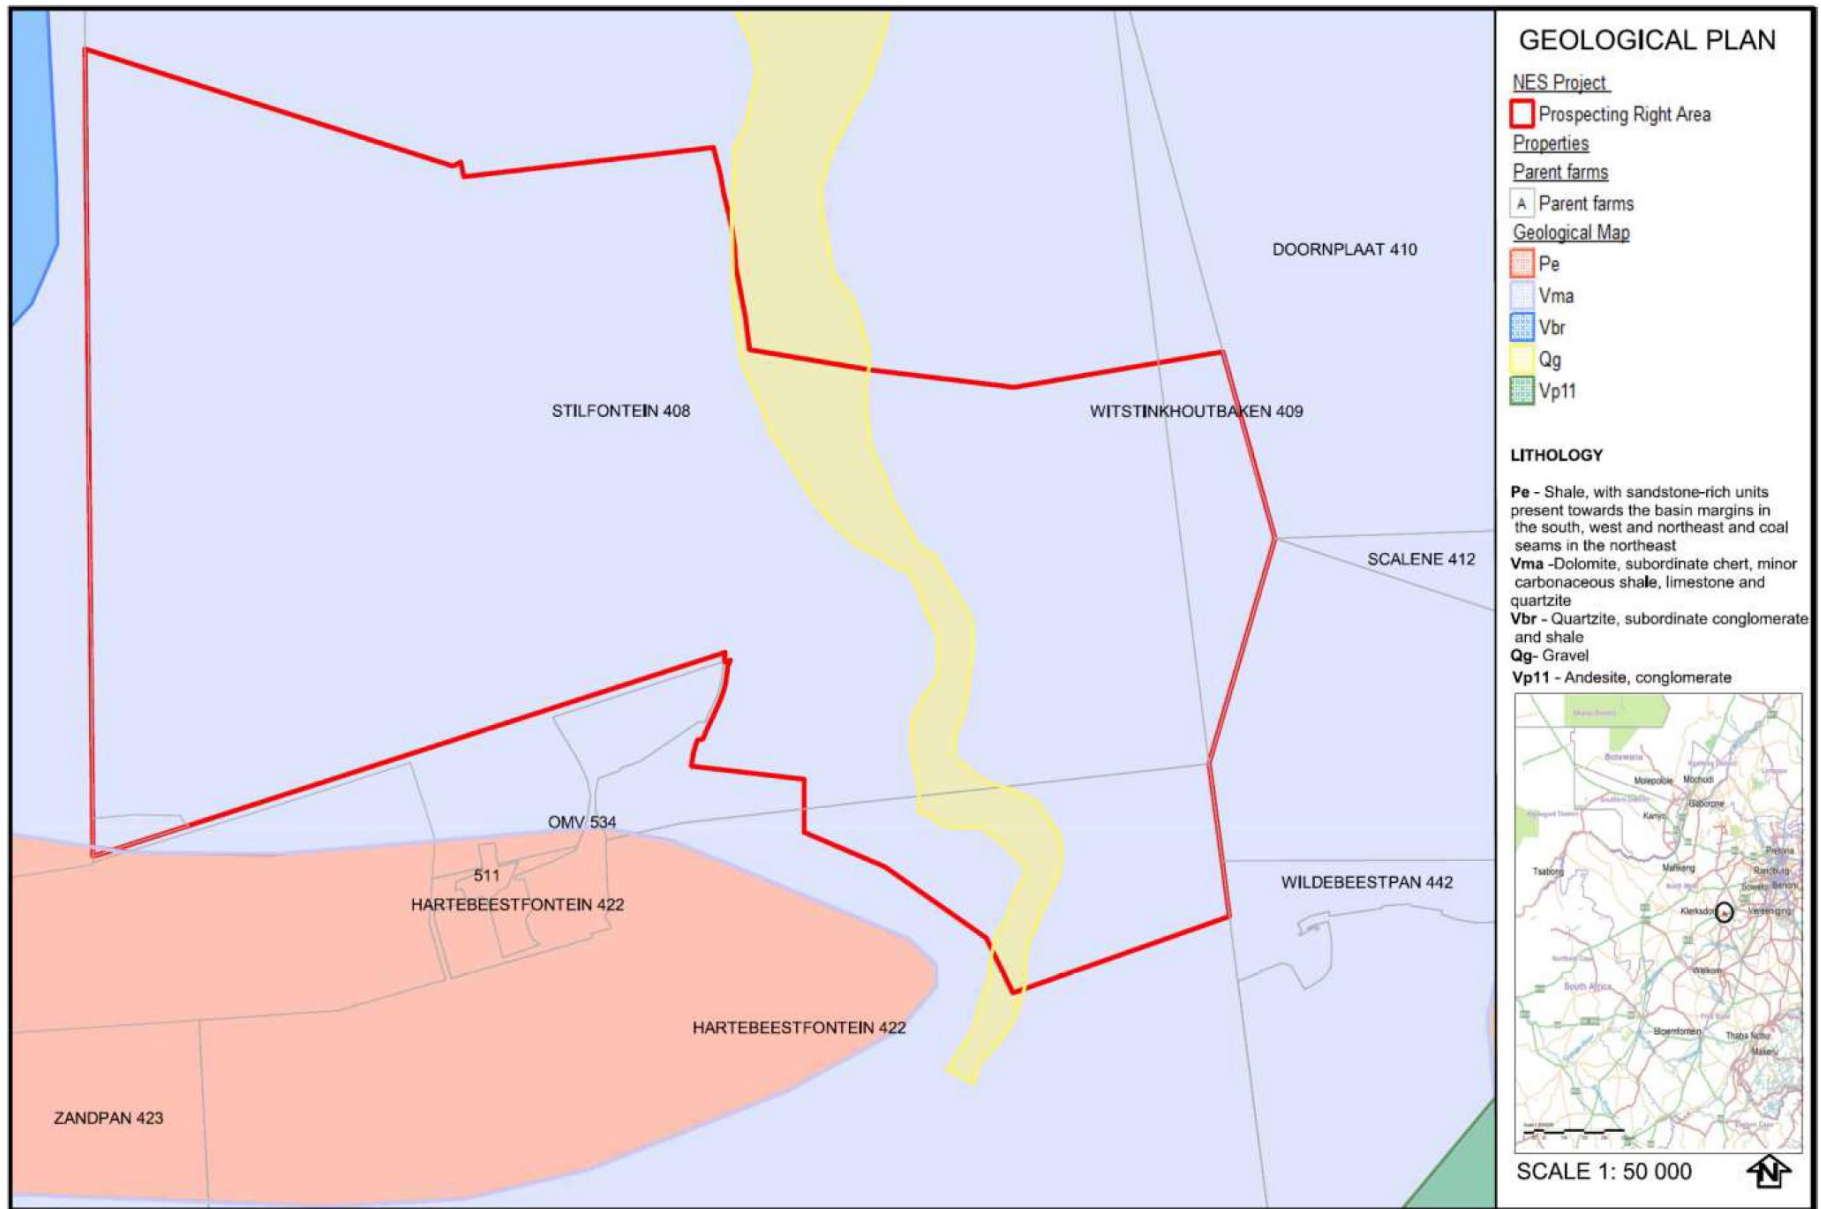 DOORNPLAAT 410
STILFONTEIN 408
WITSTINKHOUTBAKEN 409
SCALENE 412
OMV 534
511
HARTEBEESTFONTEIN 422
WILDEBEESTPAN 442
HARTEBEESTFONTEIN 422
ZANDPAN 423
GEOLOGICAL PLAN
NES Project
Prospecting Right Area
Properties
Parent farms
A Parent farms
Geological Map
Pe
Vma
Vbr
Qg
Vp11
LITHOLOGY
Pe - Shale, with sandstone-rich units
present towards the basin margins in
the south, west and northeast and coal
seams in the northeast
Vma -Dolomite, subordinate chert, minor
carbonaceous shale, limestone and
quartzite
Vbr - Quartzite, subordinate conglomerate
and shale
Qg- Gravel
Vp11 - Andesite, conglomerate
Botswana
Molepolole
Mochudi
Gaborone
Kanye
Tsabong
Mafikeng
Pretoria
Randburg
Soweto
Benoni
Klerksdorp
Vereeniging
Welkom
South Africa
Bloemfontein
Thaba Nchu
Maseru
SCALE 1: 50 000
N